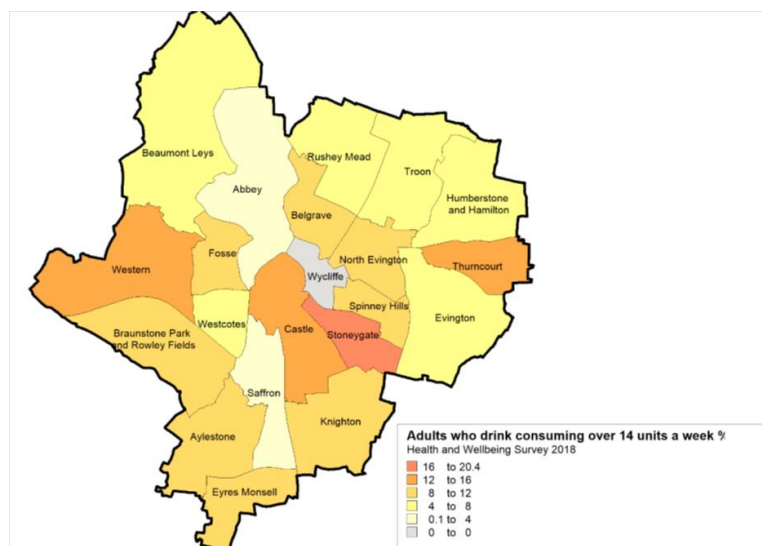 Beaumont Leys
Rushey Mead
Troon
Abbey
Humberstone
and Hamilton
Belgrave
Fosse
North Evington
Western
Wycliffe
Thurncourt
Spinney Hills
Westcotes
Evington
Braunstone Park
and Rowley Fields
Castle
Stoneygate
Saffron
Knighton
Aylestone
Eyres Monsell
Adults who drink consuming over 14 units a week %
Health and Wellbeing Survey 2018
16 to 20.4
12 to 16
8 to 12
4 to 8
0.1 to 4
0 to 0